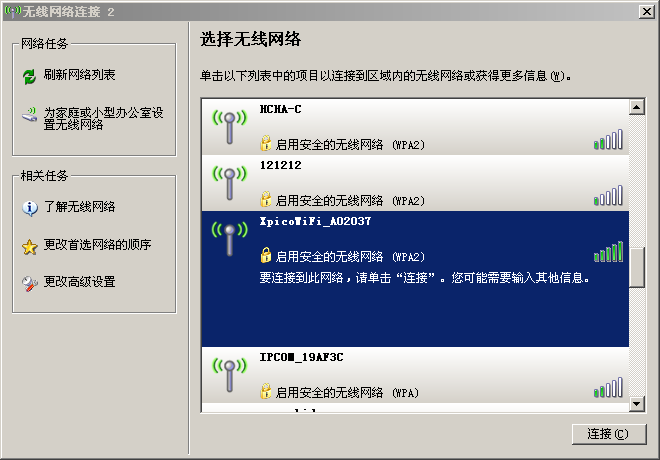 无线网络连接 2
网络任务
刷新网络列表
为家庭或小型办公室设
置无线网络
相关任务
了解无线网络
更改首选网络的顺序
更改高级设置
选择无线网络
单击以下列表中的项目以连接到区域内的无线网络或获得更多信息(W)。
HCHA-C
启用安全的无线网络 (WPA2)
121212
启用安全的无线网络 (WPA2)
XpicoWiFi_A02037
启用安全的无线网络 (WPA2)
要连接到此网络，请单击“连接”。您可能需要输入其他信息。
IPCOM_19AF3C
启用安全的无线网络 (WPA)
连接(C)